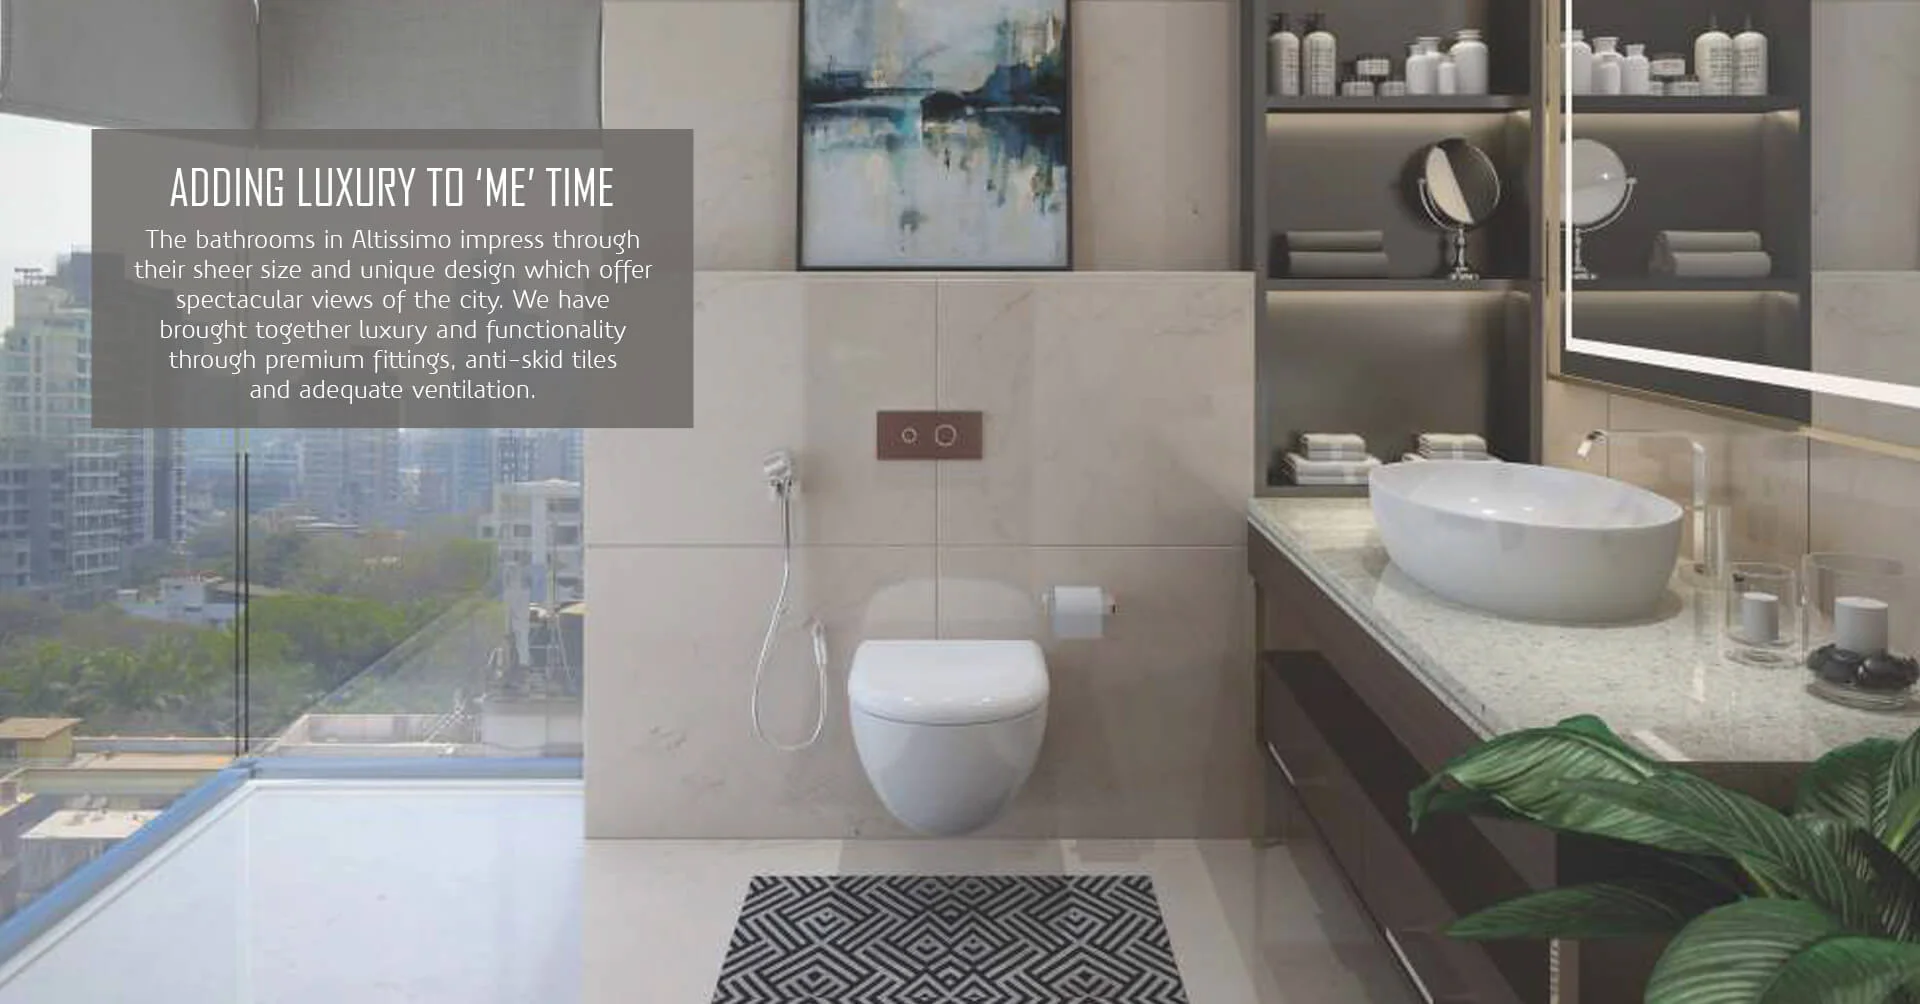 ADDING LUXURY TO ‘ME’ TIME
The bathrooms in Altissimo impress through
their sheer size and unique design which offer
spectacular views of the city. We have
brought together luxury and functionality
through premium fittings, anti-skid tiles
and adequate ventilation.